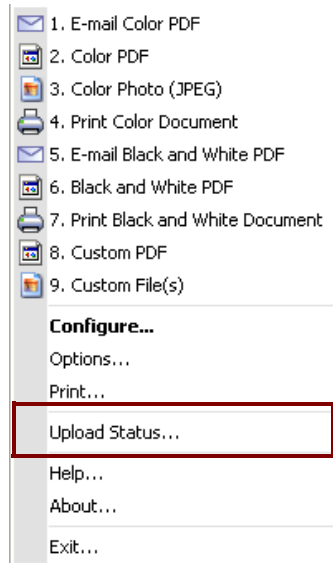 1. E-mail Color PDF
2. Color PDF
3. Color Photo (JPEG)
4. Print Color Document
5. E-mail Black and White PDF
6. Black and White PDF
7. Print Black and White Document
8. Custom PDF
9. Custom File(s)
Configure...
Options...
Print...
Upload Status...
Help...
About...
Exit...